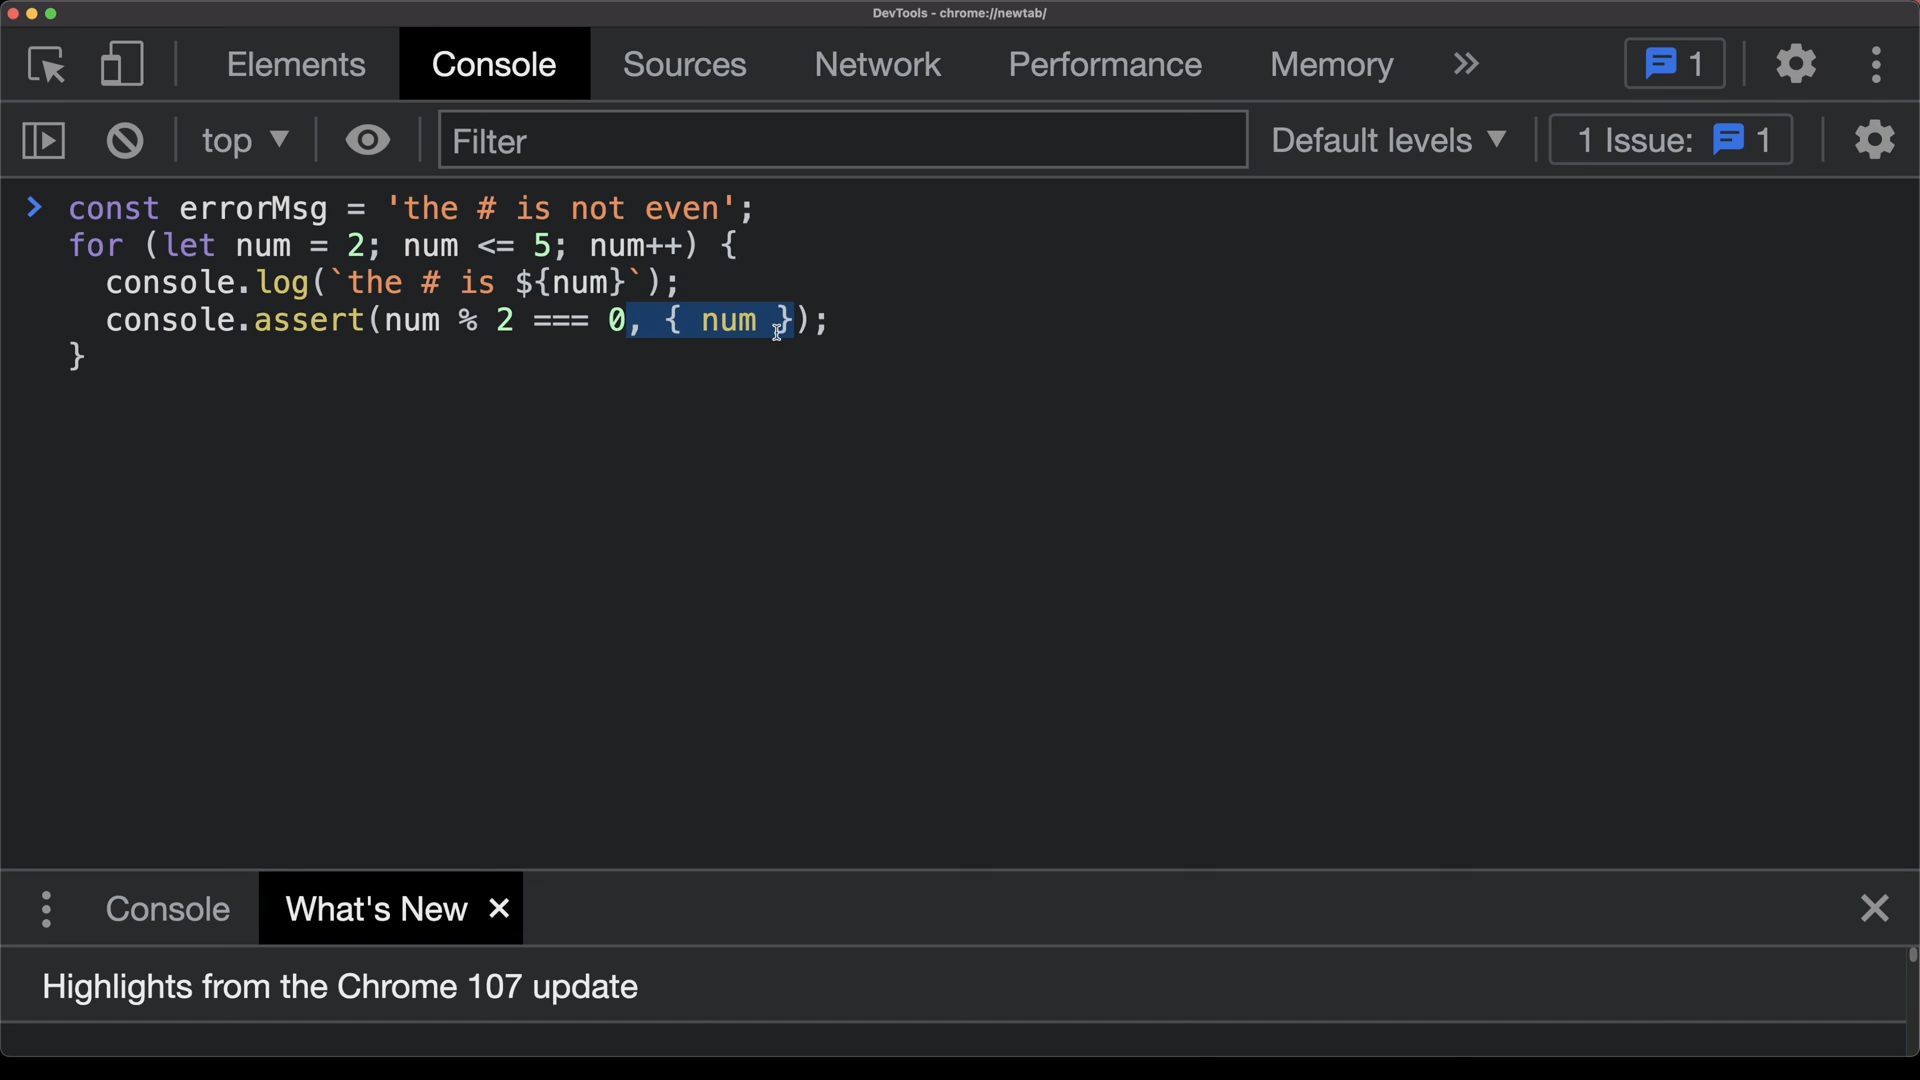 DevTools - chrome://newtab/
Elements Console Sources Network Performance Memory » 1
top ▼ Filter Default levels ▼ 1 Issue: 1
> const errorMsg = 'the # is not even';
for (let num = 2; num <= 5; num++) {
  console.log(`the # is ${num}`);
  console.assert(num % 2 === 0, { num });
}
Console What's New ×
Highlights from the Chrome 107 update